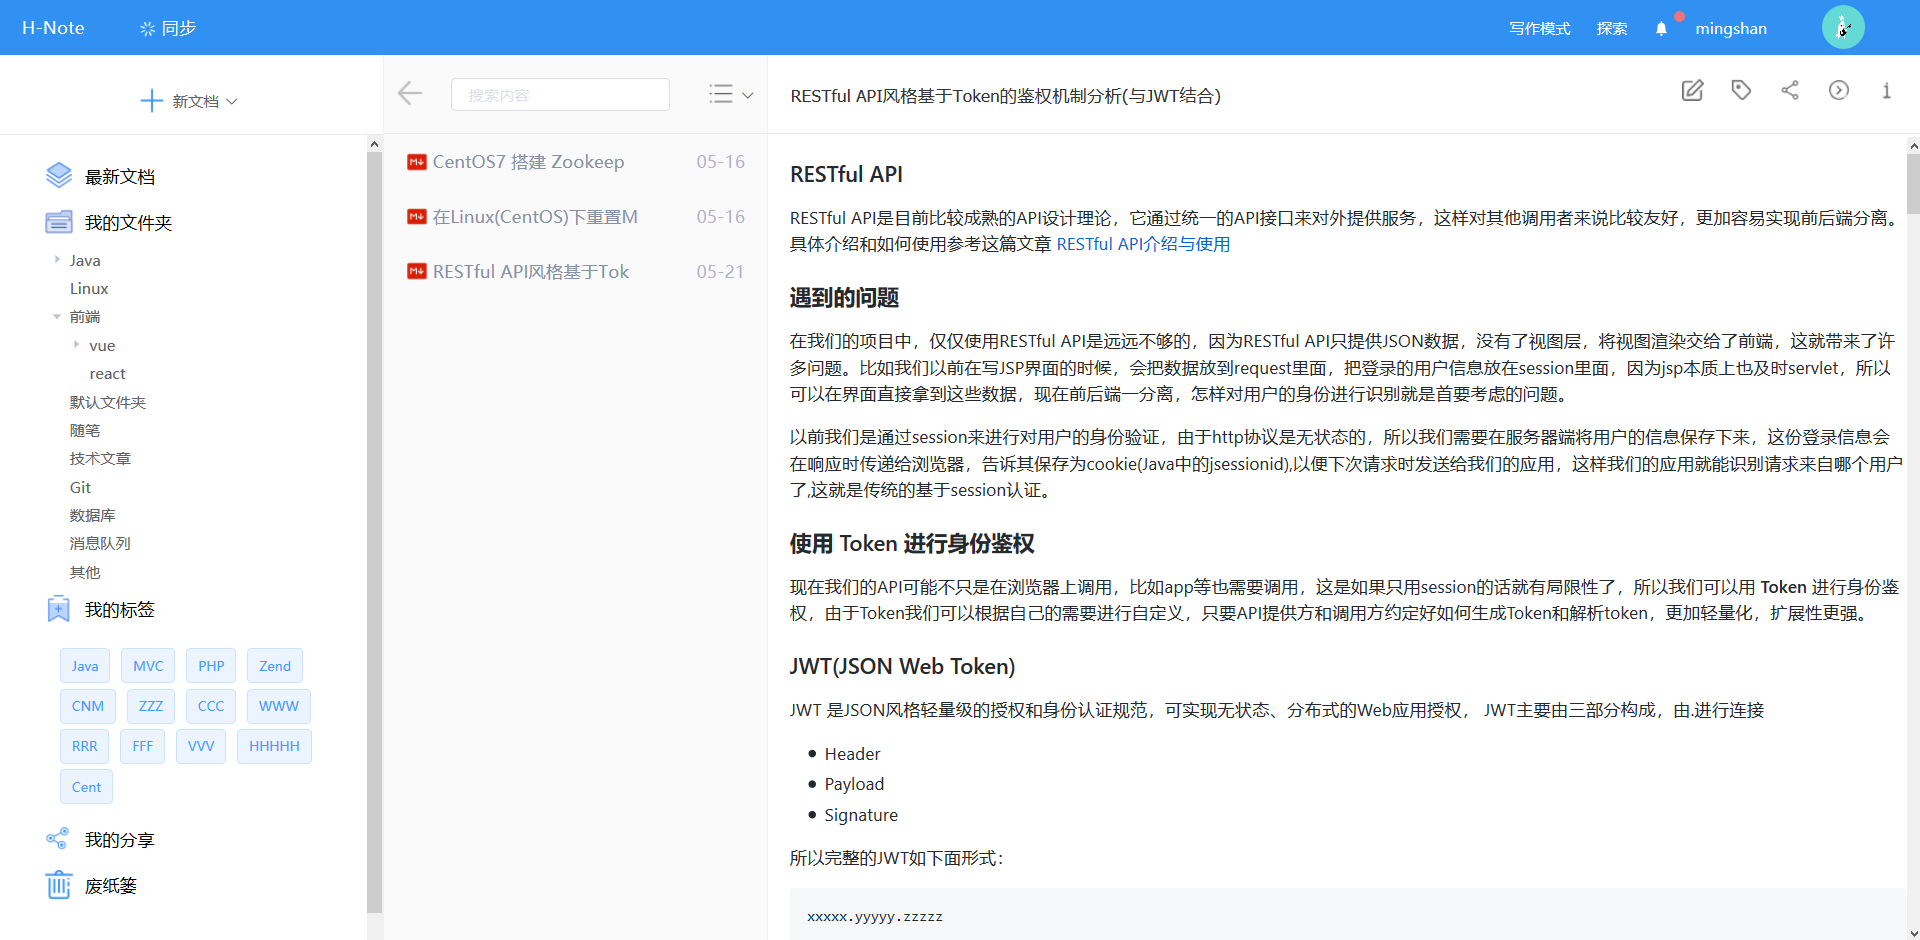 H-Note
同步
写作模式
探索
mingshan
新文档
最新文档
我的文件夹
Java
Linux
前端
vue
react
默认文件夹
随笔
技术文章
Git
数据库
消息队列
其他
我的标签
Java MVC PHP Zend
CNM ZZZ CCC WWW
RRR FFF VVV HHHHH
Cent
我的分享
废纸篓
搜索内容
CentOS7 搭建 Zookeep 05-16
在Linux(CentOS)下重置M 05-16
RESTful API风格基于Tok 05-21
RESTful API风格基于Token的鉴权机制分析(与JWT结合)
RESTful API
RESTful API是目前比较成熟的API设计理论，它通过统一的API接口来对外提供服务，这样对其他调用者来说比较友好，更加容易实现前后端分离。
具体介绍和如何使用参考这篇文章 RESTful API介绍与使用
遇到的问题
在我们的项目中，仅仅使用RESTful API是远远不够的，因为RESTful API只提供JSON数据，没有了视图层，将视图渲染交给了前端，这就带来了许
多问题。比如我们以前在写JSP界面的时候，会把数据放到request里面，把登录的用户信息放在session里面，因为jsp本质上也及时servlet，所以
可以在界面直接拿到这些数据，现在前后端一分离，怎样对用户的身份进行识别就是首要考虑的问题。
以前我们是通过session来进行对用户的身份验证，由于http协议是无状态的，所以我们需要在服务器端将用户的信息保存下来，这份登录信息会
在响应时传递给浏览器，告诉其保存为cookie(Java中的jsessionid),以便下次请求时发送给我们的应用，这样我们的应用就能识别请求来自哪个用户
了,这就是传统的基于session认证。
使用 Token 进行身份鉴权
现在我们的API可能不只是在浏览器上调用，比如app等也需要调用，这是如果只用session的话就有局限性了，所以我们可以用 Token 进行身份鉴
权，由于Token我们可以根据自己的需要进行自定义，只要API提供方和调用方约定好如何生成Token和解析token，更加轻量化，扩展性更强。
JWT(JSON Web Token)
JWT 是JSON风格轻量级的授权和身份认证规范，可实现无状态、分布式的Web应用授权， JWT主要由三部分构成，由.进行连接
Header
Payload
Signature
所以完整的JWT如下面形式：
xxxxx.yyyyy.zzzzz